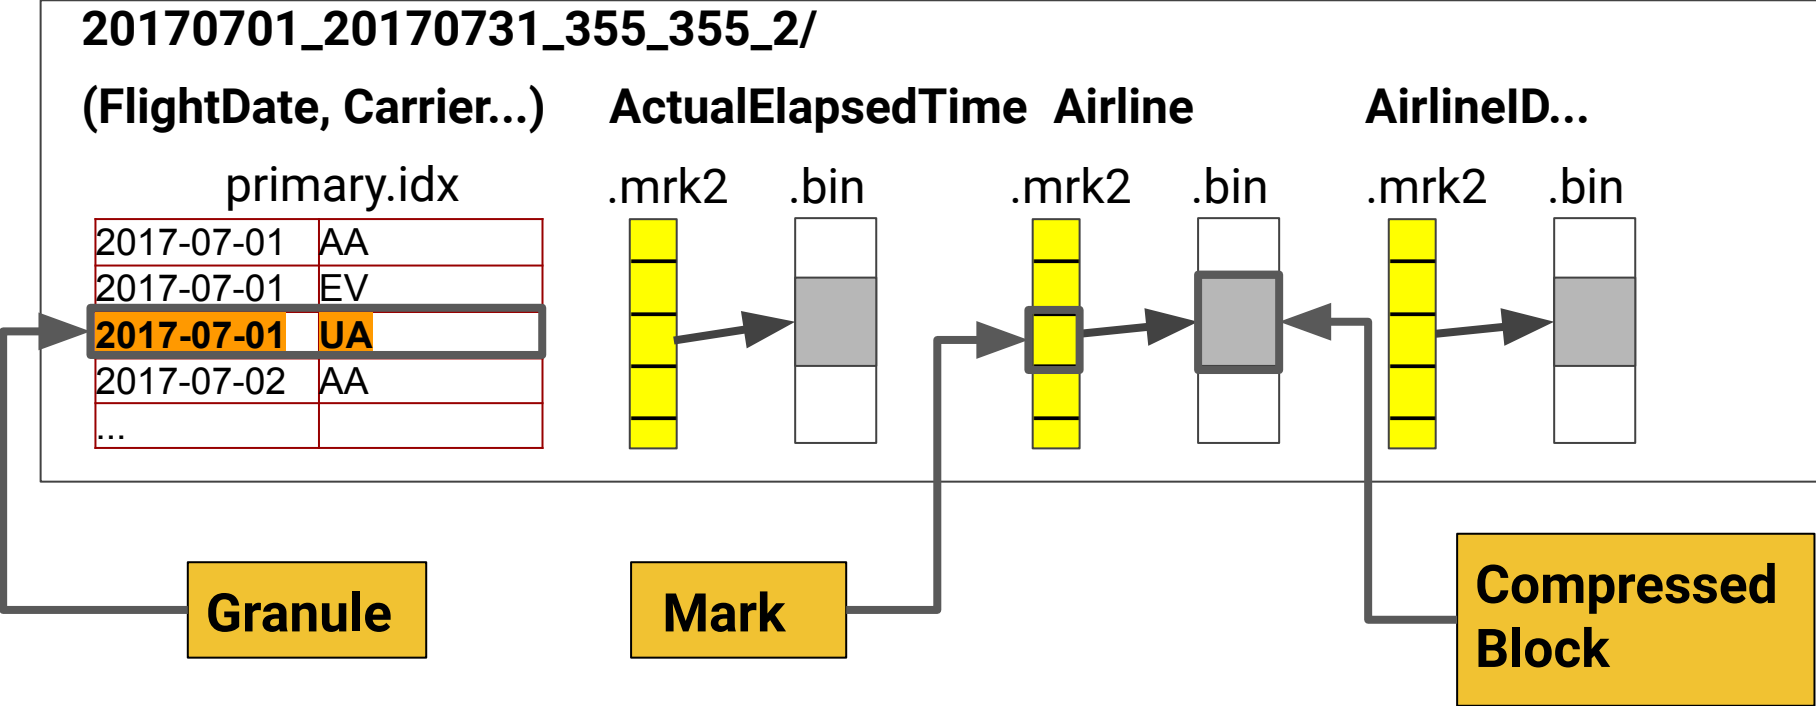 20170701_20170731_355_355_2/
(FlightDate, Carrier...) ActualElapsedTime Airline AirlineID...
primary.idx .mrk2 .bin .mrk2 .bin .mrk2 .bin
2017-07-01 AA
2017-07-01 EV
2017-07-01 UA
2017-07-02 AA
...
Granule
Mark
Compressed
Block